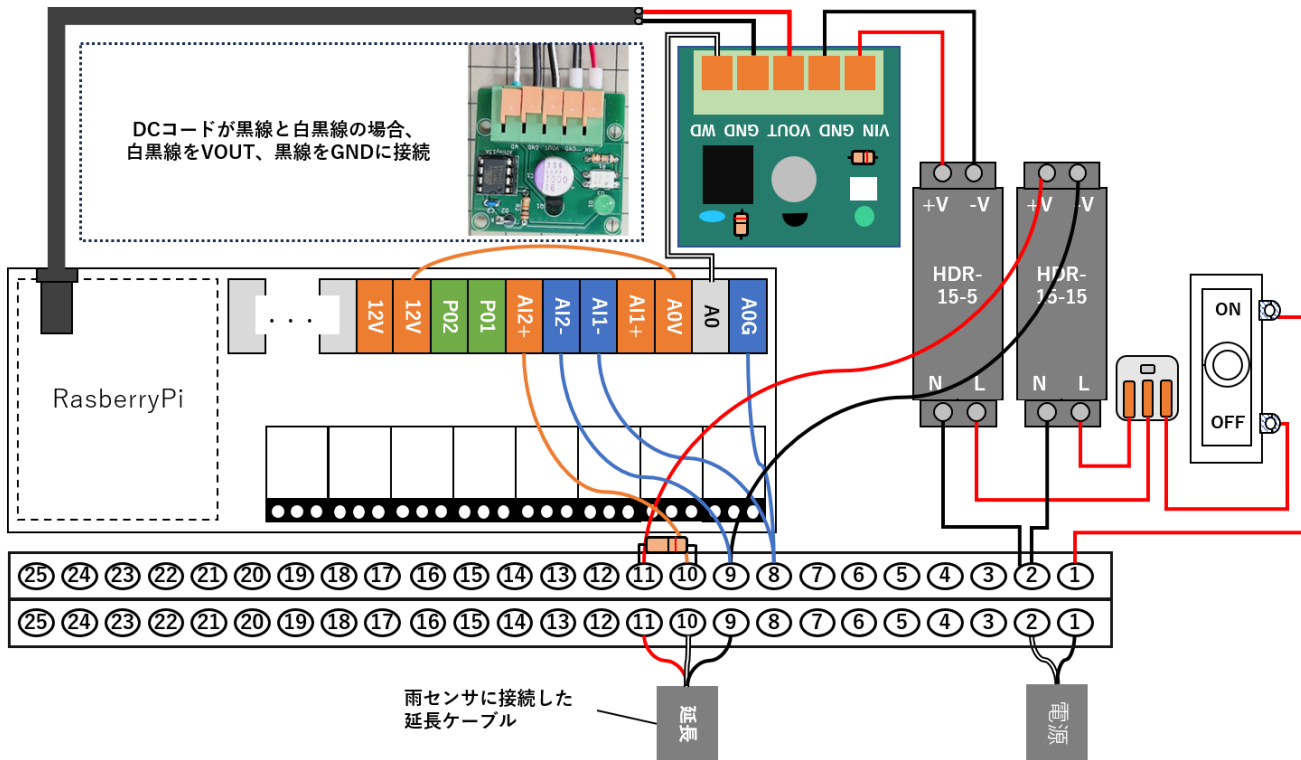 DCコードが黒線と白黒線の場合、
白黒線をVOUT、黒線をGNDに接続
WD GND VOUT GND VIN
WD GND VOUT GND VIN
+V -V
+V -V
HDR-
15-5
HDR-
15-15
N L
N L
ON
OFF
RasberryPi
・・・
12V
12V
P02
P01
AI2+
AI2-
AI1-
AI1+
A0V
A0
A0G
25 24 23 22 21 20 19 18 17 16 15 14 13 12 11 10 9 8 7 6 5 4 3 2 1
25 24 23 22 21 20 19 18 17 16 15 14 13 12 11 10 9 8 7 6 5 4 3 2 1
雨センサに接続した
延長ケーブル
延長
電源